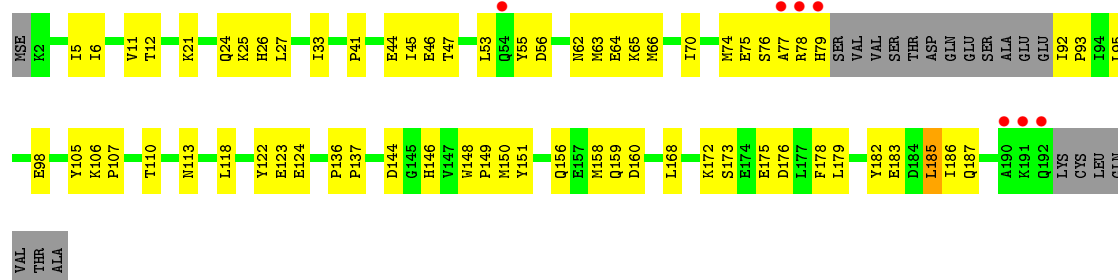 MSE K2 I5 I6 V11 T12 K21 Q24 K25 H26 L27 I33 P41 E44 I45 E46 T47 L53 Q54 Y55 D56 N62 M63 E64 K65 M66 I70 M74 E75 S76 A77 R78 H79 SER VAL VAL SER THR ASP GLN GLU GLU SER ALA GLU GLU I92 P93 I94 L95
E98 Y105 K106 P107 T110 N113 L118 Y122 E123 E124 P136 P137 D144 G145 H146 V147 W148 P149 M150 Y151 Q156 E157 M158 Q159 D160 L168 K172 S173 E174 E175 D176 L177 F178 L179 Y182 E183 D184 L185 I186 Q187 A190 K191 Q192 LYS CYS LEU
VAL THR ALA